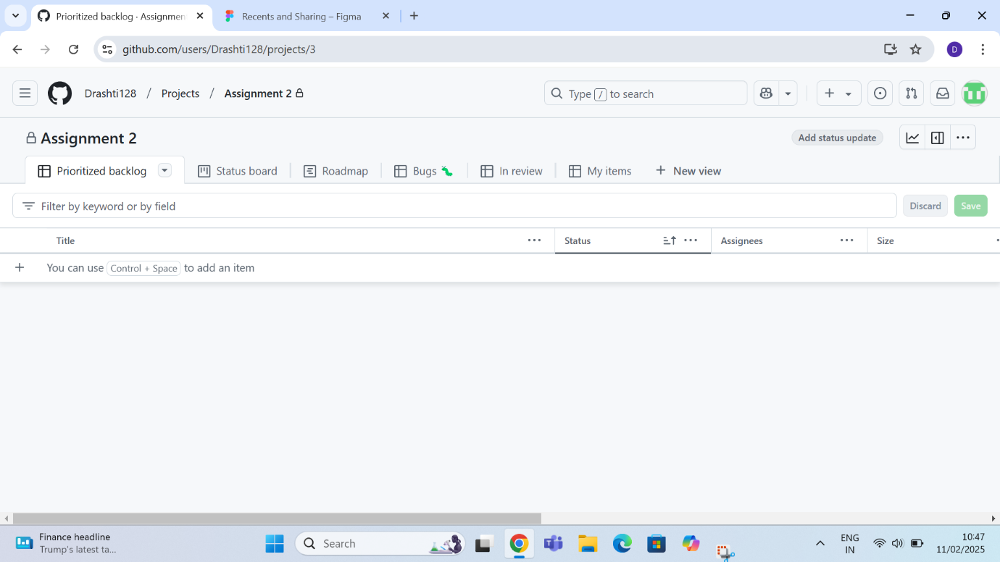 Prioritized backlog · Assignmen
Recents and Sharing – Figma
github.com/users/Drashti128/projects/3
D
Drashti128 / Projects / Assignment 2
Type / to search
Assignment 2
Add status update
Prioritized backlog
Status board
Roadmap
Bugs
In review
My items
+ New view
Filter by keyword or by field
Discard
Save
Title
Status
Assignees
Size
+ You can use Control + Space to add an item
Finance headline
Trump's latest ta...
Search
ENG
IN
10:47
11/02/2025